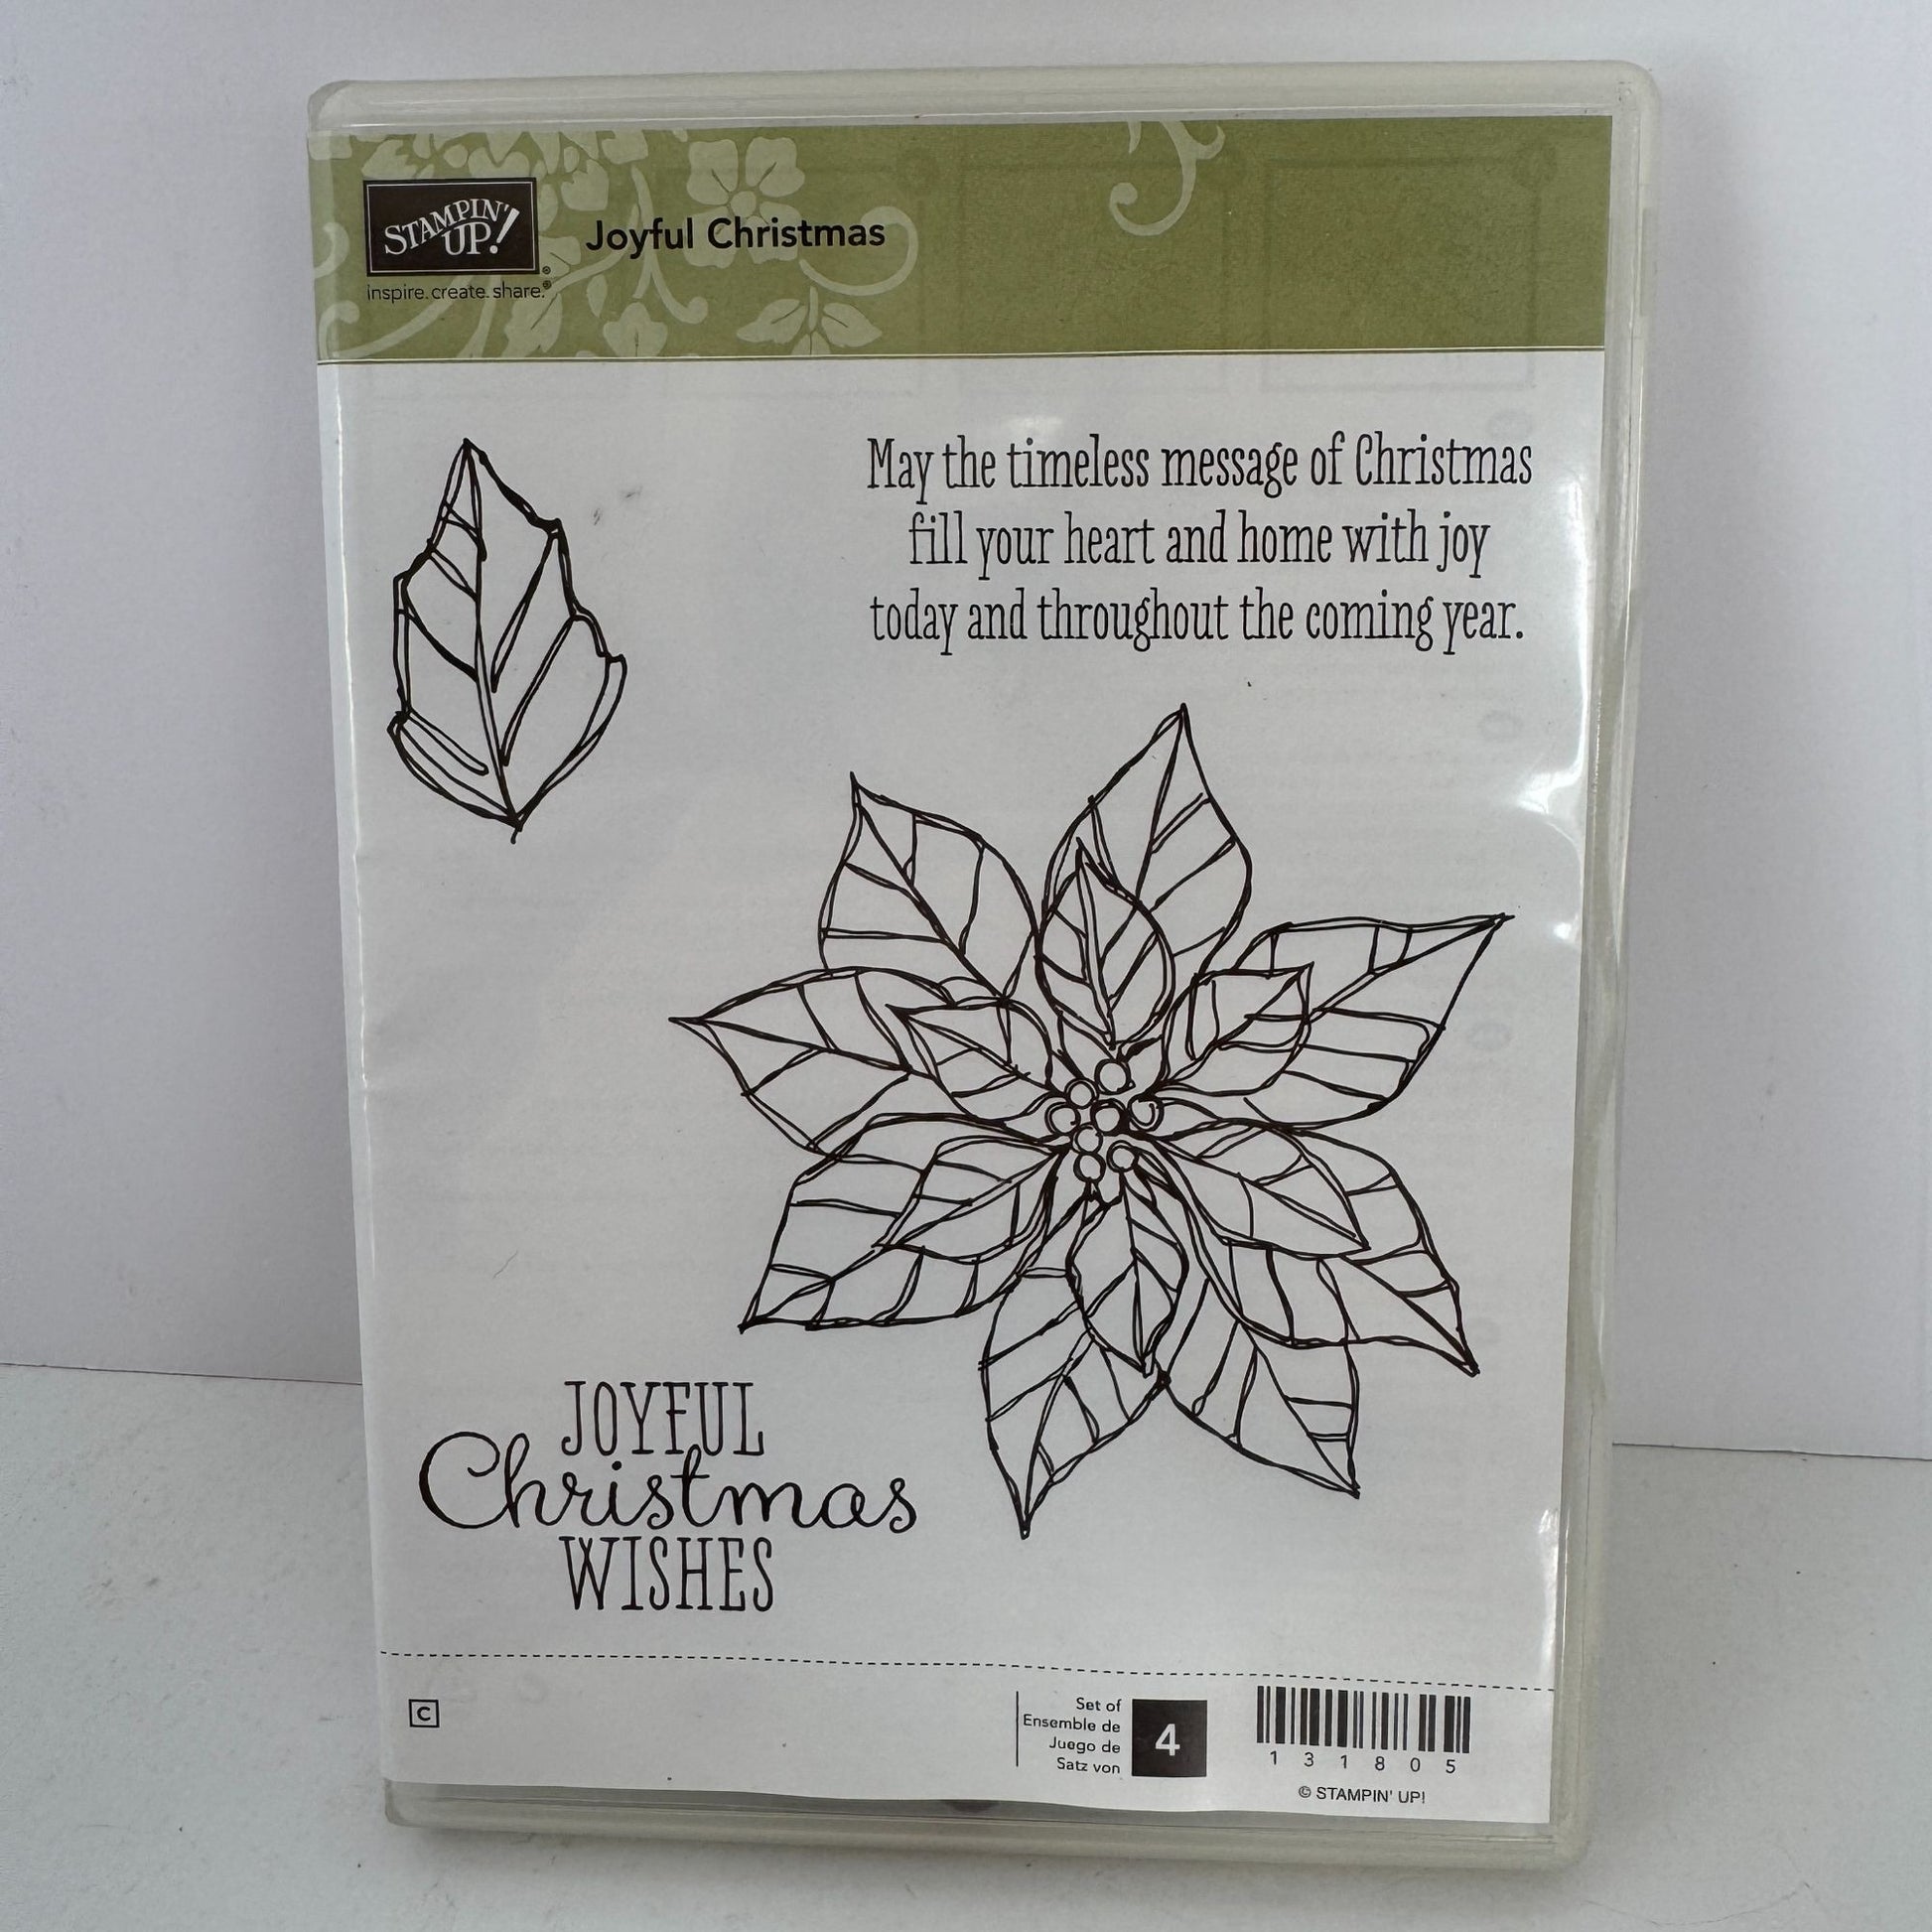 STAMPIN' UP!®
inspire.create.share.®
Joyful Christmas
May the timeless message of Christmas
fill your heart and home with joy
today and throughout the coming year.
JOYFUL
Christmas
WISHES
C
Set of
Ensemble de
Juego de
Satz von
4
131805
© STAMPIN' UP!